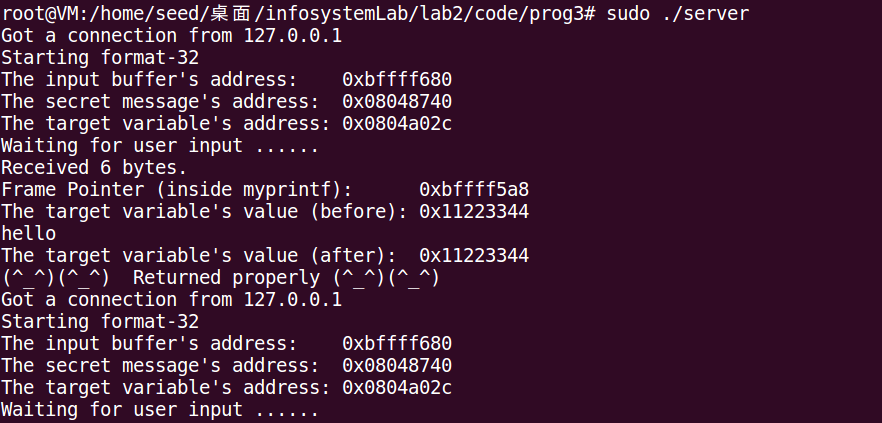 root@VM:/home/seed/桌面/infosystemLab/lab2/code/prog3# sudo ./server
Got a connection from 127.0.0.1
Starting format-32
The input buffer's address:    0xbffff680
The secret message's address:  0x08048740
The target variable's address: 0x0804a02c
Waiting for user input ......
Received 6 bytes.
Frame Pointer (inside myprintf):      0xbffff5a8
The target variable's value (before): 0x11223344
hello
The target variable's value (after):  0x11223344
(^_^)(^_^)  Returned properly (^_^)(^_^)
Got a connection from 127.0.0.1
Starting format-32
The input buffer's address:    0xbffff680
The secret message's address:  0x08048740
The target variable's address: 0x0804a02c
Waiting for user input ......